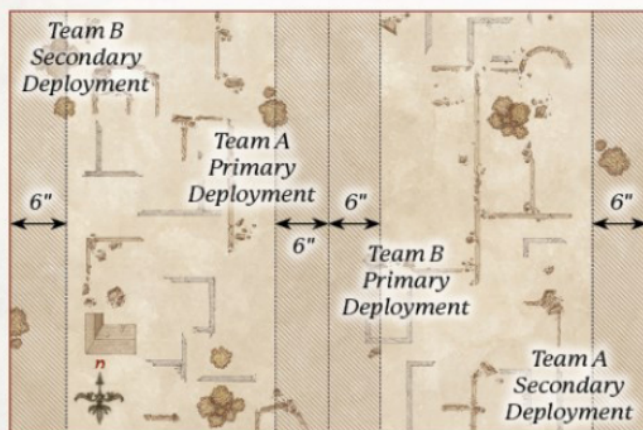 Team B
Secondary
Deployment
Team A
Primary
Deployment
6"
6"
6"
6"
Team B
Primary
Deployment
n
Team A
Secondary
Deployment